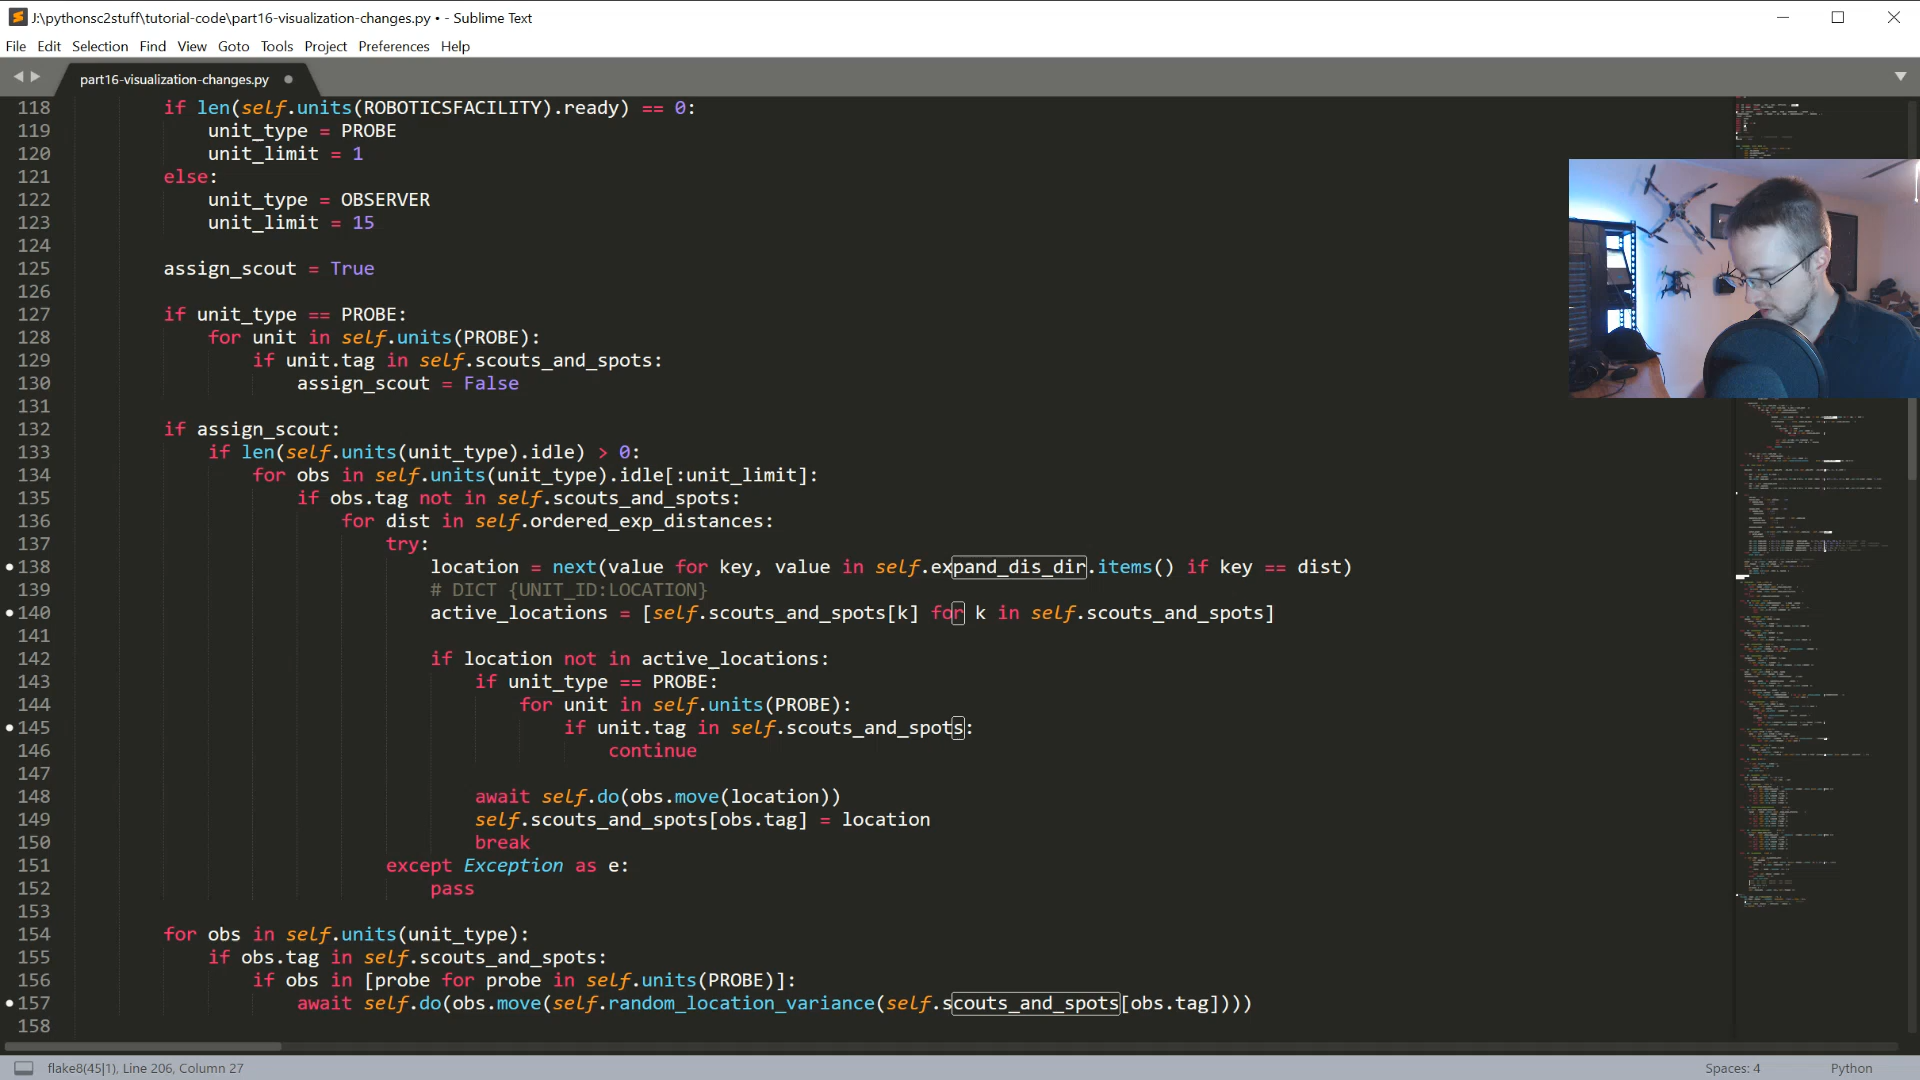 J:\pythonsc2stuff\tutorial-code\part16-visualization-changes.py • - Sublime Text
File Edit Selection Find View Goto Tools Project Preferences Help
part16-visualization-changes.py
118 if len(self.units(ROBOTICSFACILITY).ready) == 0:
119 unit_type = PROBE
120 unit_limit = 1
121 else:
122 unit_type = OBSERVER
123 unit_limit = 15
124
125 assign_scout = True
126
127 if unit_type == PROBE:
128 for unit in self.units(PROBE):
129 if unit.tag in self.scouts_and_spots:
130 assign_scout = False
131
132 if assign_scout:
133 if len(self.units(unit_type).idle) > 0:
134 for obs in self.units(unit_type).idle[:unit_limit]:
135 if obs.tag not in self.scouts_and_spots:
136 for dist in self.ordered_exp_distances:
137 try:
138 location = next(value for key, value in self.expand_dis_dir.items() if key == dist)
139 # DICT {UNIT_ID:LOCATION}
140 active_locations = [self.scouts_and_spots[k] for k in self.scouts_and_spots]
141
142 if location not in active_locations:
143 if unit_type == PROBE:
144 for unit in self.units(PROBE):
145 if unit.tag in self.scouts_and_spots:
146 continue
147
148 await self.do(obs.move(location))
149 self.scouts_and_spots[obs.tag] = location
150 break
151 except Exception as e:
152 pass
153
154 for obs in self.units(unit_type):
155 if obs.tag in self.scouts_and_spots:
156 if obs in [probe for probe in self.units(PROBE)]:
157 await self.do(obs.move(self.random_location_variance(self.scouts_and_spots[obs.tag])))
158
flake8(45|1), Line 206, Column 27 Spaces: 4 Python